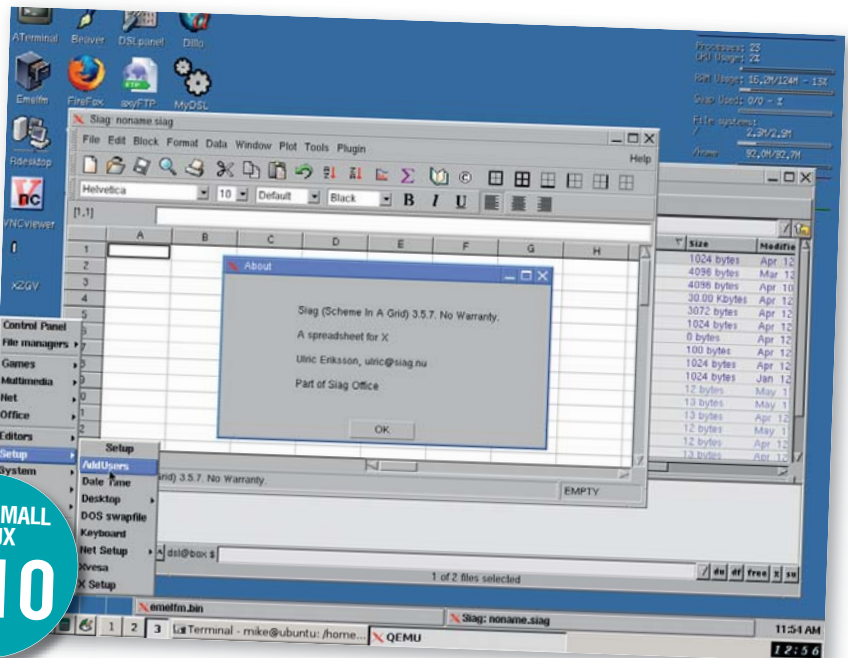 ATerminal Beaver DSLpanel Dillo
Emelfm FireFox axyFTP MyDSL
Rdesktop
VNCviewer
xZGV
Processes: 23
CPU Usage: 2%
RAM Usage: 16.2M/124M - 13%
Swap Used: 0/0 - %
File systems:
/ 2.3M/2.9M
/home 92.0M/92.7M
Siag: noname.siag
File Edit Block Format Data Window Plot Tools Plugin Help
Helvetica 10 Default Black B I U
[1,1]
A B C D E F G H
1
2
3
4
5
About
Siag (Scheme In A Grid) 3.5.7. No Warranty.
A spreadsheet for X
Ulric Eriksson, ulric@siag.nu
Part of Siag Office
OK
rid) 3.5.7. No Warranty.
EMPTY
Size Modifie
1024 bytes Apr 12
4096 bytes Mar 12
4096 bytes Apr 10
30.00 Kbytes Apr 12
3072 bytes Apr 12
1024 bytes Apr 12
0 bytes Apr 12
100 bytes Apr 12
1024 bytes Apr 12
1024 bytes Jan 12
12 bytes May 1
13 bytes May 1
13 bytes Apr 12
12 bytes May 1
12 bytes Apr 12
13 bytes Apr 12
Control Panel
File managers
Games
Multimedia
Net
Office
Editors
Setup
System
Setup
AddUsers
Date Time
Desktop
DOS swapfile
Keyboard
Net Setup
Xvesa
X Setup
MALL
UX
10
dsl@box $
1 of 2 files selected
/ du df free X su
emelfm.bin
Siag: noname.siag
11:54 AM
1 2 3 Terminal - mike@ubuntu: /home... QEMU
12:56